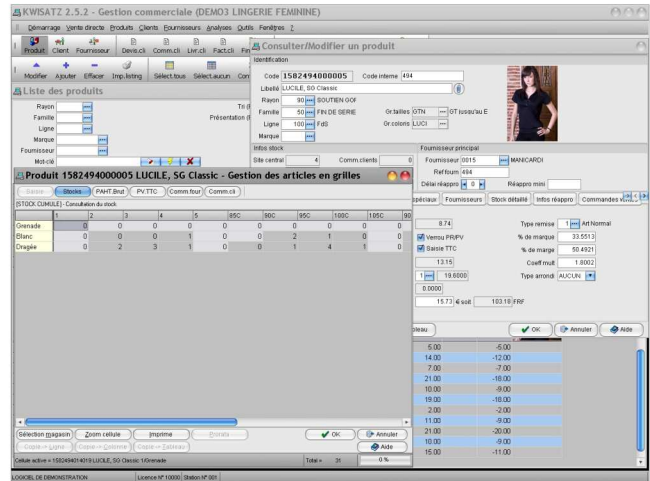 KWISATZ 2.5.2 - Gestion commerciale (DEMO3 LINGERIE FEMININE)
Démarrage Vente directe Produits Clients Fournisseurs Analyses Outils Fenêtres ?
Produit Client Fournisseur Devis.cli Comm.cli Livr.cli Fact.cli
Modifier Ajouter Effacer Imp.listing Sélect.tous Sélect.aucun
Liste des produits
Rayon
Famille
Ligne
Marque
Fournisseur
Mot-clé
Consulter/Modifier un produit
Identification
Code 1582494000005 Code interne 494
Libellé LUCILE, SG Classic
Rayon 90 SOUTIEN GOF
Famille 50 FIN DE SERIE Gr.tailles GTN GT jusqu'au E
Ligne 100 FdS Gr.coloris LUCI
Marque
Infos stock
Site central 4 Comm.clients 0
Fournisseur principal
Fournisseur 0015 MANICARDI
Ref fourn 494
Délai réappro 0 Réappro mini
Fournisseurs Stock détaillé Infos réappro
8.74 Type remise 1 Art Normal
Verrou PR/PV % de marque 33.5513
Saisie TTC % de marge 50.4921
13.15 Coeff mult 1.8002
1 19.6000 Type arrondi AUCUN
0.0000
15.73 € soit 103.18 FRF
OK Annuler Aide
Produit 1582494000005 LUCILE, SG Classic - Gestion des articles en grilles
Saisie Stocks PAHT.Brut PV.TTC Comm.four Comm.cli
[STOCK CUMULE] - Consultation du stock
1 2 3 4 5 85C 90C 95C 100C 105C 90
Grenade 0 0 0 0 0 0 0 0 0 0
Blanc 0 0 0 1 0 0 2 1 0
Dragée 0 2 3 1 0 0 1 4 1
Sélection magasin Zoom cellule Imprime OK Annuler
Copie -> Ligne Copie -> Colonne Copie -> Tableau Aide
Cellule active = 1582494014019 LUCILE, SG Classic 1/Grenade Total = 31 0 %
5.00 -5.00
14.00 -12.00
7.00 -7.00
21.00 -18.00
10.00 -9.00
19.00 -18.00
2.00 -2.00
11.00 -9.00
21.00 -20.00
10.00 -9.00
15.00 -11.00
LOGICIEL DE DEMONSTRATION Licence N° 10000 Station N° 001